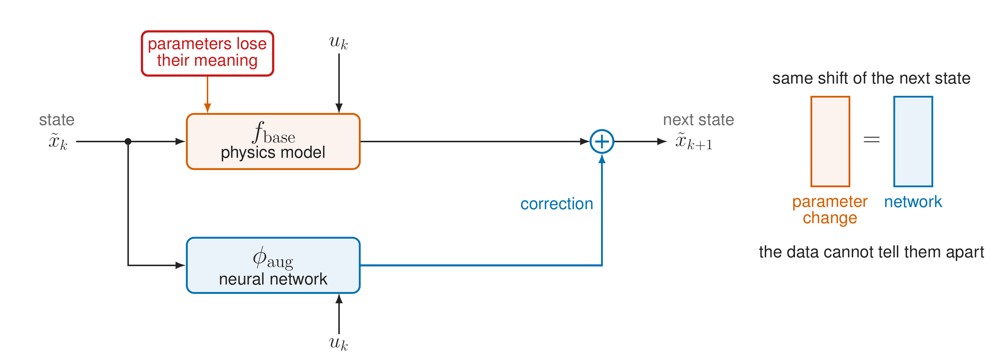 parameters lose
their meaning
u_k
state
x̃_k
f_base
physics model
+
next state
x̃_{k+1}
correction
ϕ_aug
neural network
u_k
same shift of the next state
=
parameter
change
network
the data cannot tell them apart